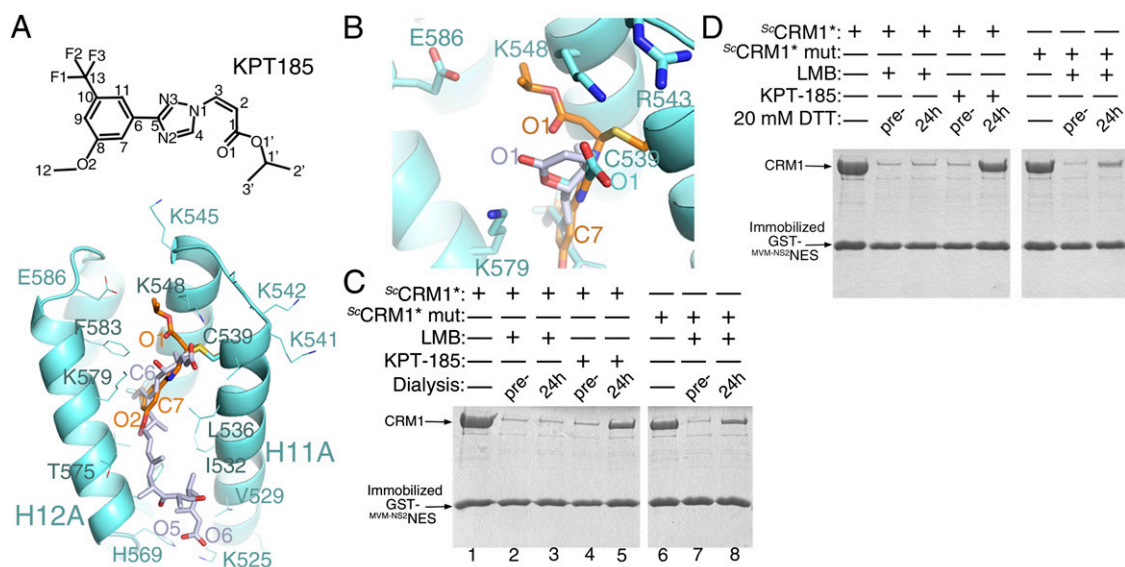 A
F2
F3
F1
13
10
11
N3
N1
3
2
KPT185
9
6
5
N2
4
1
O1
O1'
8
7
12
O2
1'
2'
3'
K545
E586
K548
K542
F583
O1
C539
K541
K579
C6
O2
C7
L536
I532
H11A
T575
V529
H12A
O5
O6
H569
K525
B
E586
K548
R543
O1
O1
C539
O1
C7
K579
C
ScCRM1*: + + + + + — — —
ScCRM1* mut: — — — — — + + +
LMB: — + + — — — + +
KPT-185: — — — + + — — —
Dialysis: — pre- 24h pre- 24h — pre- 24h
CRM1
Immobilized
GST-
MVM-NS2NES
1 2 3 4 5 6 7 8
D
ScCRM1*: + + + + + — — —
ScCRM1* mut: — — — — — + + +
LMB: — + + — — — + +
KPT-185: — — — + + — — —
20 mM DTT: — pre- 24h pre- 24h — pre- 24h
CRM1
Immobilized
GST-
MVM-NS2NES